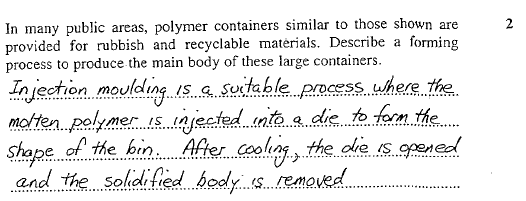 In many public areas, polymer containers similar to those shown are 2
provided for rubbish and recyclable materials. Describe a forming
process to produce the main body of these large containers.
Injection moulding is a suitable process where the
molten polymer is injected into a die to form the
shape of the bin. After cooling, the die is opened
and the solidified body is removed